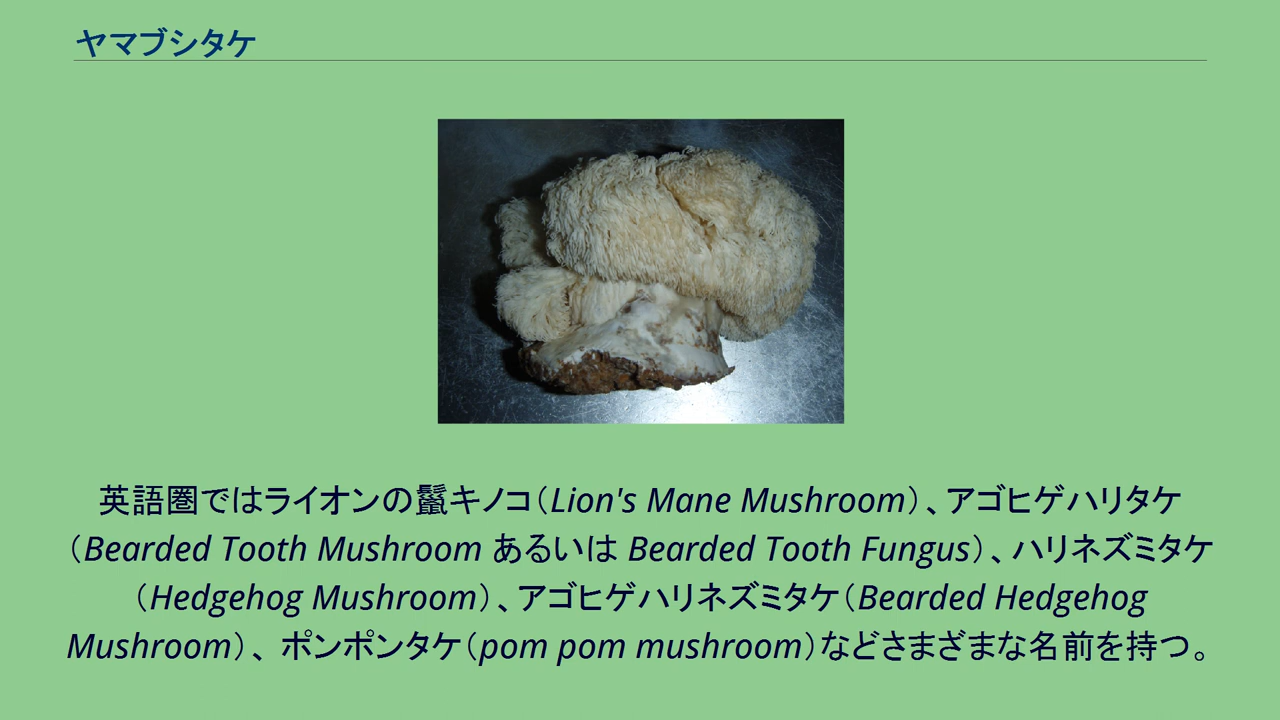 ヤマブシタケ
英語圏ではライオンの鬣キノコ（Lion's Mane Mushroom）、アゴヒゲハリタケ
（Bearded Tooth Mushroom あるいは Bearded Tooth Fungus）、ハリネズミタケ
（Hedgehog Mushroom）、アゴヒゲハリネズミタケ（Bearded Hedgehog
Mushroom）、 ポンポンタケ（pom pom mushroom）などさまざまな名前を持つ。